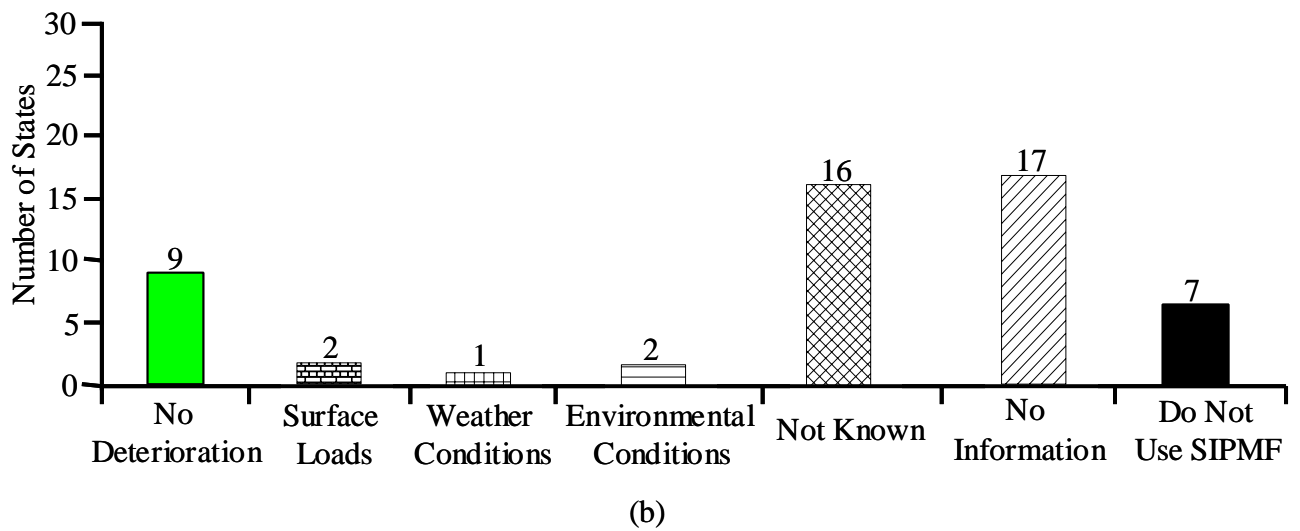 30
25
20
15
10
5
0
Number of States
9
2
1
2
16
17
7
No
Deterioration
Surface
Loads
Weather
Conditions
Environmental
Conditions
Not Known
No
Information
Do Not
Use SIPMF
(b)